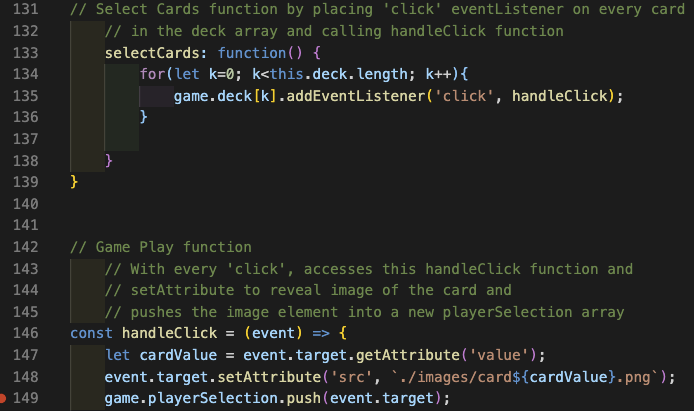 131 // Select Cards function by placing 'click' eventListener on every card
132 // in the deck array and calling handleClick function
133 selectCards: function() {
134 for(let k=0; k<this.deck.length; k++){
135 game.deck[k].addEventListener('click', handleClick);
136 }
137
138 }
139 }
140
141
142 // Game Play function
143 // With every 'click', accesses this handleClick function and
144 // setAttribute to reveal image of the card and
145 // pushes the image element into a new playerSelection array
146 const handleClick = (event) => {
147 let cardValue = event.target.getAttribute('value');
148 event.target.setAttribute('src', `./images/card${cardValue}.png`);
149 game.playerSelection.push(event.target);